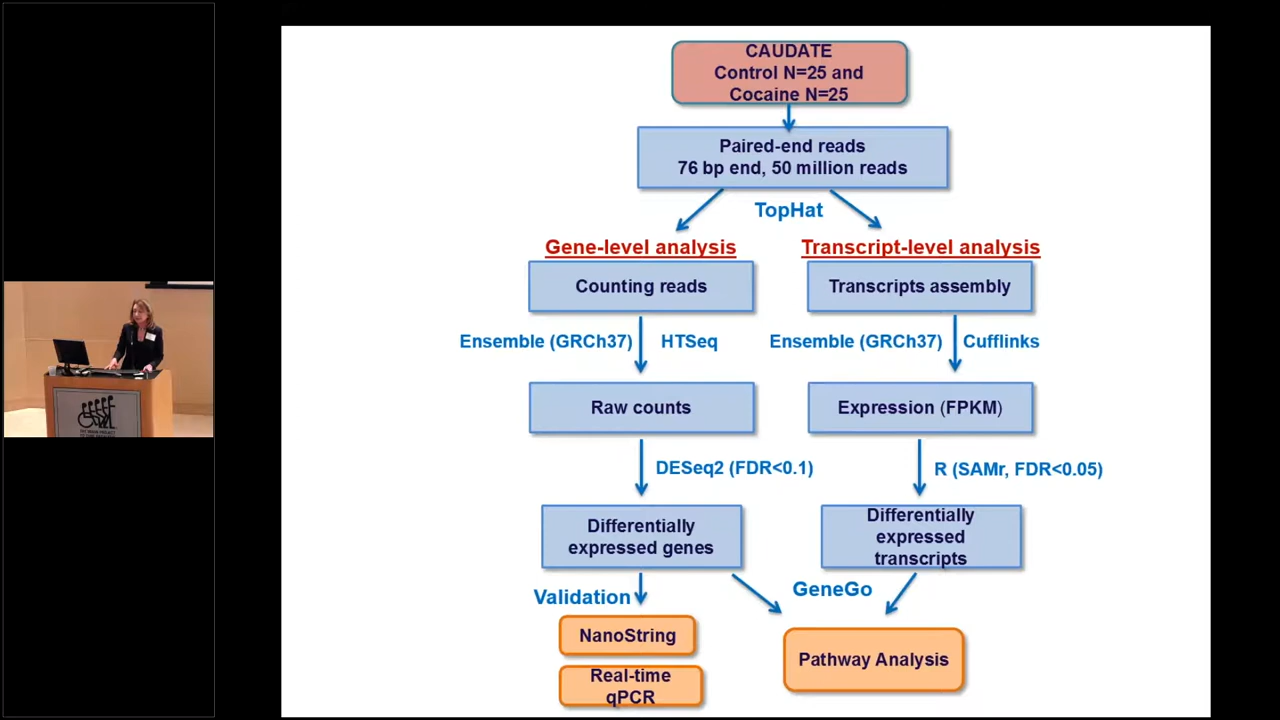 CAUDATE
Control N=25 and
Cocaine N=25
Paired-end reads
76 bp end, 50 million reads
TopHat
Gene-level analysis
Transcript-level analysis
Counting reads
Transcripts assembly
Ensemble (GRCh37)
HTSeq
Ensemble (GRCh37)
Cufflinks
Raw counts
Expression (FPKM)
DESeq2 (FDR<0.1)
R (SAMr, FDR<0.05)
Differentially
expressed genes
Differentially
expressed
transcripts
Validation
GeneGo
NanoString
Real-time
qPCR
Pathway Analysis